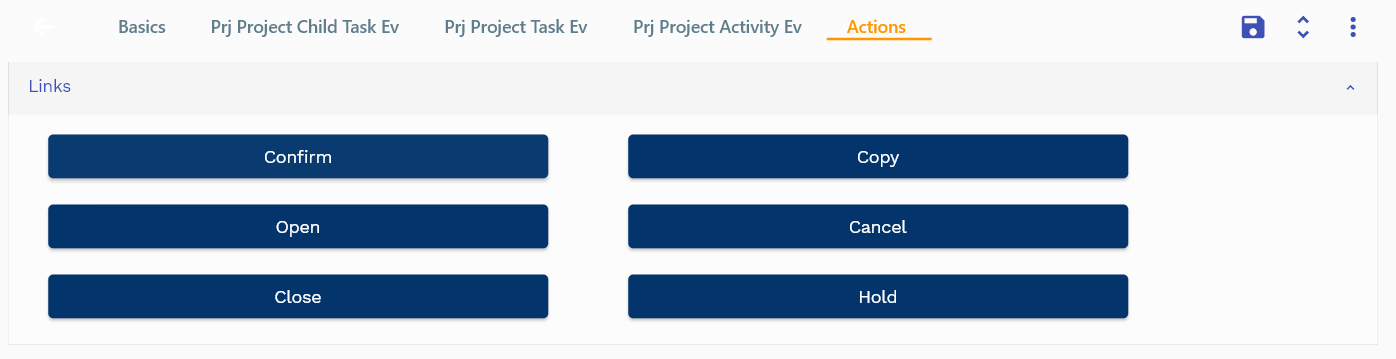 Basics Prj Project Child Task Ev Prj Project Task Ev Prj Project Activity Ev Actions
Links
Confirm Copy
Open Cancel
Close Hold